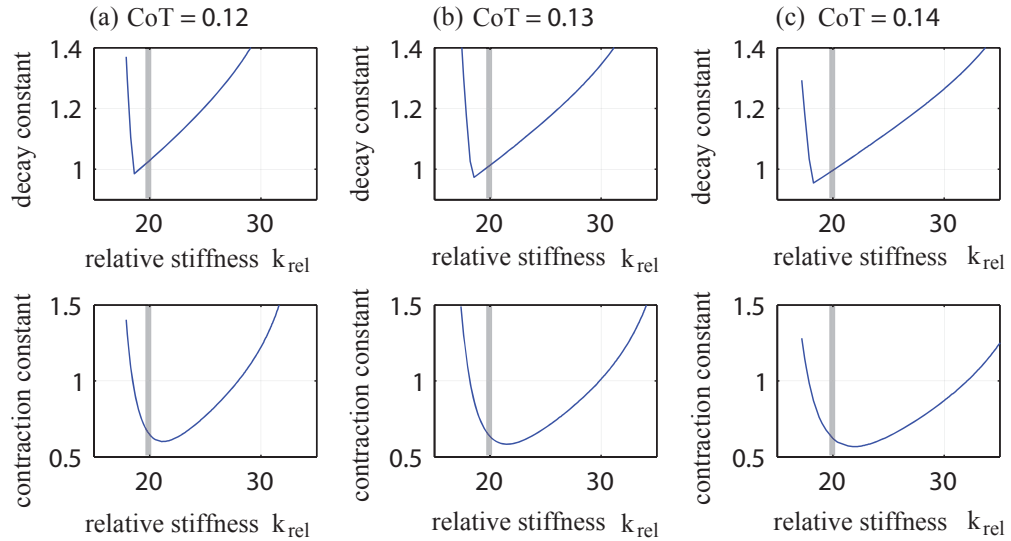 (a) CoT = 0.12
(b) CoT = 0.13
(c) CoT = 0.14
decay constant
1.4
1.2
1
20
30
relative stiffness k_rel
decay constant
1.4
1.2
1
20
30
relative stiffness k_rel
decay constant
1.4
1.2
1
20
30
relative stiffness k_rel
contraction constant
1.5
1
0.5
20
30
relative stiffness k_rel
contraction constant
1.5
1
0.5
20
30
relative stiffness k_rel
contraction constant
1.5
1
0.5
20
30
relative stiffness k_rel